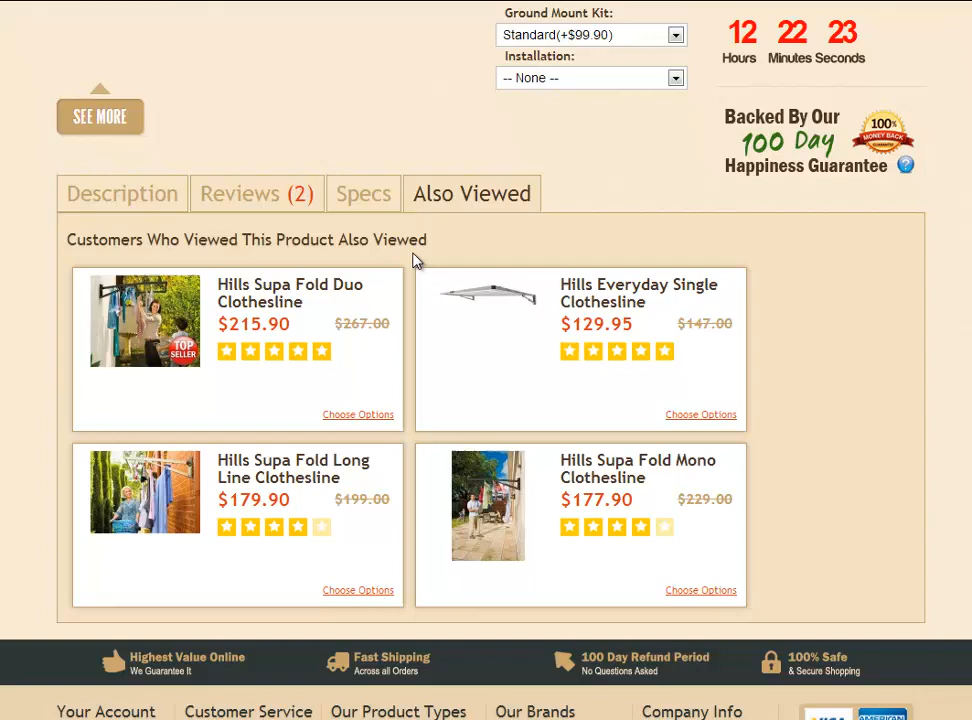 Ground Mount Kit:
Standard(+$99.90)
Installation:
-- None --
12 22 23
Hours Minutes Seconds
SEE MORE
Backed By Our
100 Day
Happiness Guarantee
100%
MONEY BACK
GUARANTEE
?
Description Reviews (2) Specs Also Viewed
Customers Who Viewed This Product Also Viewed
Hills Supa Fold Duo
Clothesline
$215.90 $267.00
TOP
SELLER
Choose Options
Hills Everyday Single
Clothesline
$129.95 $147.00
Choose Options
Hills Supa Fold Long
Line Clothesline
$179.90 $199.00
Choose Options
Hills Supa Fold Mono
Clothesline
$177.90 $229.00
Choose Options
Highest Value Online
We Guarantee It
Fast Shipping
Across all Orders
100 Day Refund Period
No Questions Asked
100% Safe
& Secure Shopping
Your Account Customer Service Our Product Types Our Brands Company Info
VISA AMERICAN